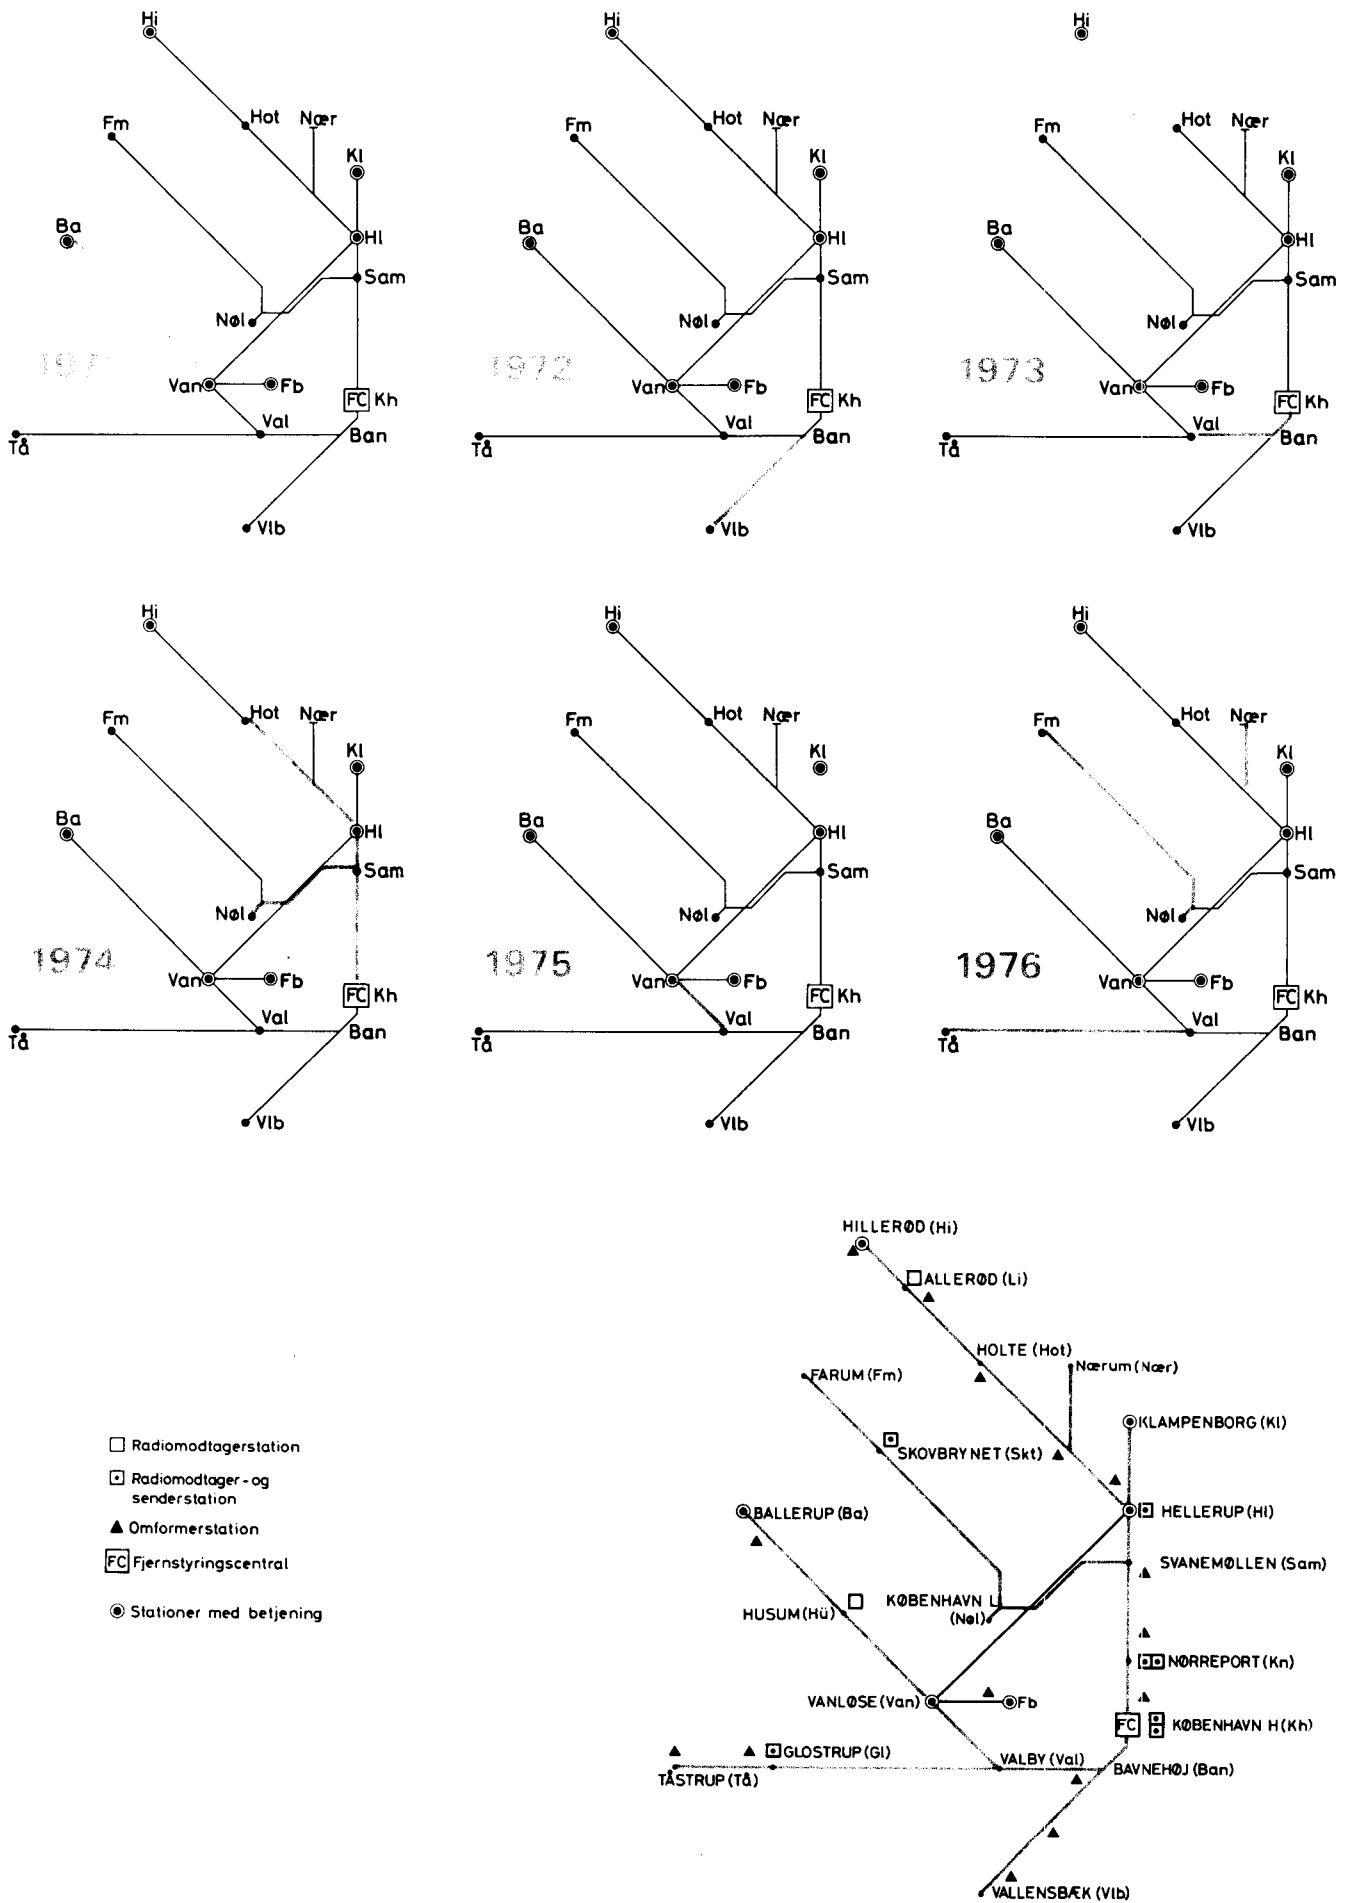 Hi
Hot
Nær
Fm
Kl
Ba
Hl
Sam
Nøl
Van
Fb
FC Kh
Val
Tå
Ban
Vlb
Hi
Hot
Nær
Fm
Kl
Ba
Hl
Sam
Nøl
1972
Van
Fb
FC Kh
Val
Tå
Ban
Vlb
Hi
Fm
Nær
Kl
Ba
Hl
Sam
Nøl
1973
Van
Fb
FC Kh
Val
Tå
Ban
Vlb
Hi
Hot
Nær
Fm
Kl
Ba
Hl
Sam
Nøl
1974
Van
Fb
FC Kh
Val
Tå
Ban
Vlb
Hi
Hot
Nær
Fm
Kl
Ba
Hl
Sam
Nøl
1975
Van
Fb
FC Kh
Val
Tå
Ban
Vlb
Hi
Hot
Nær
Fm
Kl
Ba
Hl
Sam
Nøl
1976
Van
Fb
FC Kh
Val
Tå
Ban
Vlb
Radiomodtagerstation
Radiomodtager-og
senderstation
Omformerstation
FC Fjernstyringscentral
Stationer med betjening
HILLERØD (Hi)
ALLERØD (Li)
HOLTE (Hot)
Nærum (Nær)
FARUM (Fm)
KLAMPENBORG (Kl)
SKOVBRYNET (Skt)
BALLERUP (Ba)
HELLERUP (Hl)
SVANEMØLLEN (Sam)
KØBENHAVN L
(Nøl)
HUSUM (Hü)
NØRREPORT (Kn)
VANLØSE (Van)
Fb
FC
KØBENHAVN H (Kh)
GLOSTRUP (Gl)
VALBY (Val)
BAVNEHØJ (Ban)
TÅSTRUP (Tå)
VALLENSBÆK (Vlb)